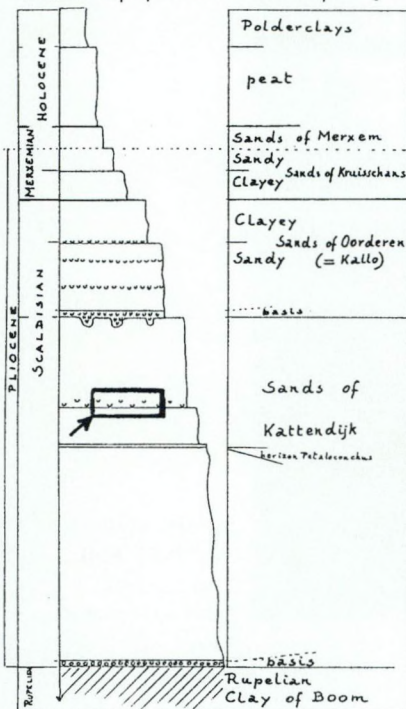 Polderclays
HOLOCENE
peat
MERXEMIAN
Sands of Merxem
Sandy
Sands of Kruisschans
Clayey
Clayey
Sands of Oorderen
Sandy (= Kallo)
basis
PLIOCENE
SCALDISIAN
Sands of
Kattendijk
horizon Petaloconchus
basis
RUPELIAN
Rupelian
Clay of Boom